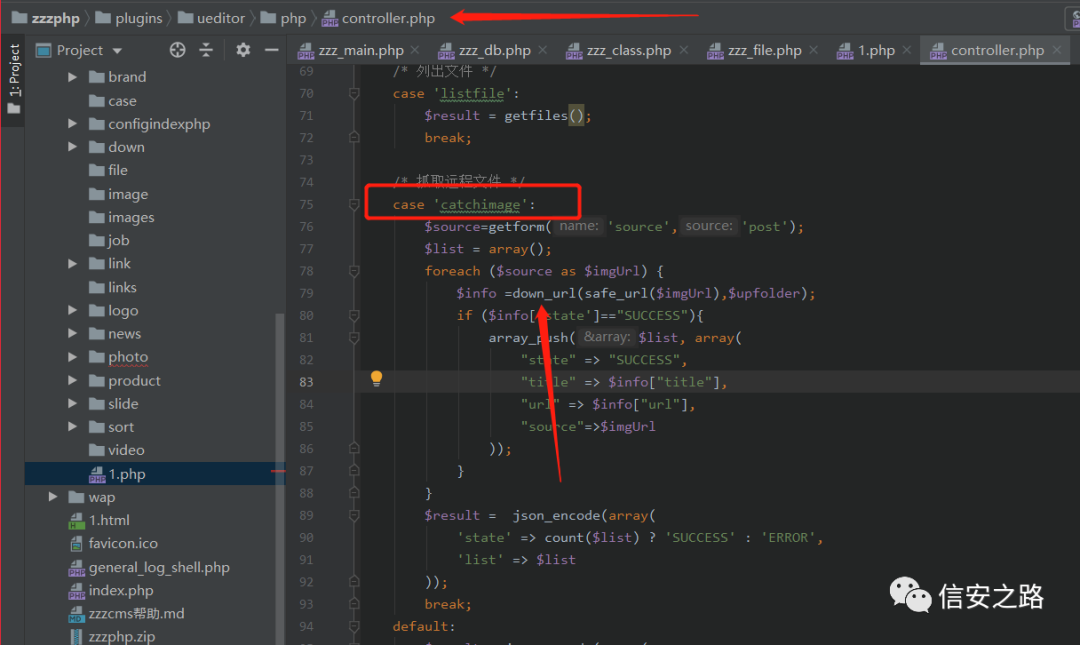 zzzphp plugins ueditor php controller.php
Project zzz_main.php zzz_db.php zzz_class.php zzz_file.php 1.php controller.php
1: Project
brand
case
configindexphp
down
file
image
images
job
link
links
logo
news
photo
product
slide
sort
video
1.php
wap
1.html
favicon.ico
general_log_shell.php
index.php
zzzcms帮助.md
zzzphp.zip
69 /* 列出文件 */
70 case 'listfile':
71 $result = getfiles();
72 break;
73
74 /* 抓取远程文件 */
75 case 'catchimage':
76 $source=getform( name: 'source', source: 'post');
77 $list = array();
78 foreach ($source as $imgUrl) {
79 $info =down_url(safe_url($imgUrl),$upfolder);
80 if ($info['state']=="SUCCESS"){
81 array_push( &array: $list, array(
82 "state" => "SUCCESS",
83 "title" => $info["title"],
84 "url" => $info["url"],
85 "source"=>$imgUrl
86 ));
87 }
88 }
89 $result = json_encode(array(
90 'state' => count($list) ? 'SUCCESS' : 'ERROR',
91 'list' => $list
92 ));
93 break;
94 default:
信安之路